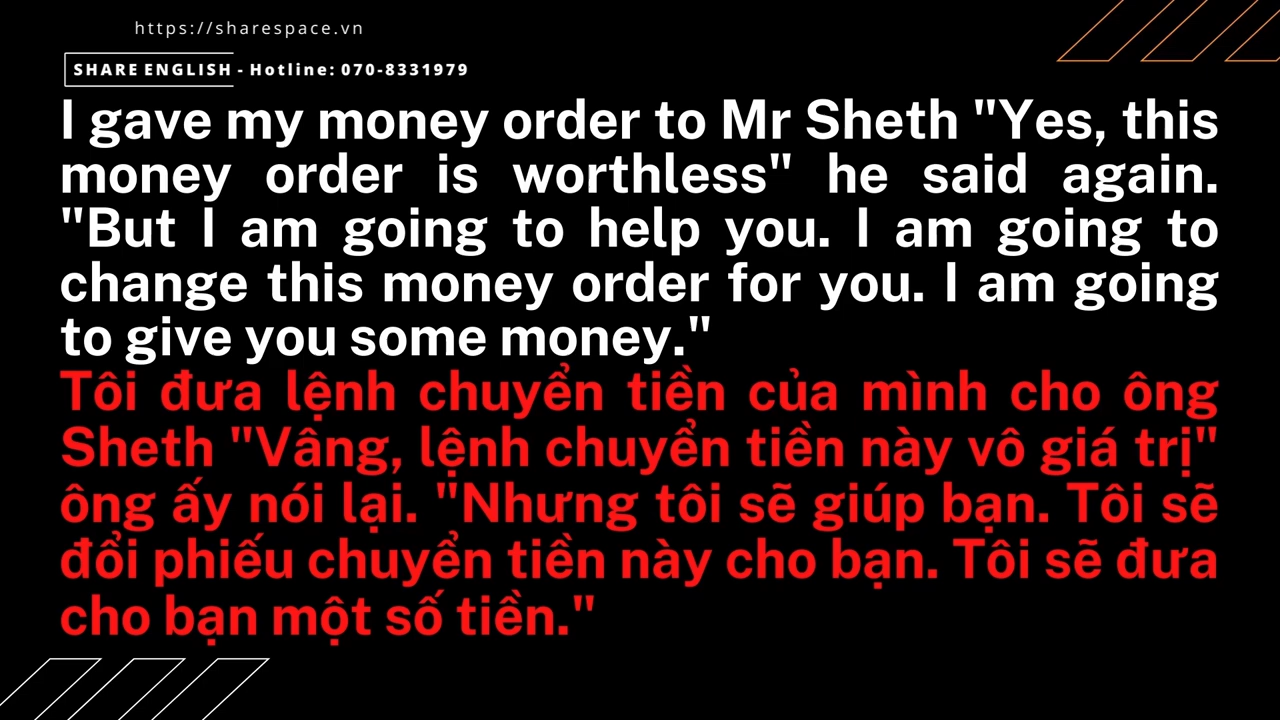 https://sharespace.vn
SHARE ENGLISH - Hotline: 070-8331979
I gave my money order to Mr Sheth "Yes, this
money order is worthless" he said again.
"But I am going to help you. I am going to
change this money order for you. I am going
to give you some money."
Tôi đưa lệnh chuyển tiền của mình cho ông
Sheth "Vâng, lệnh chuyển tiền này vô giá trị"
ông ấy nói lại. "Nhưng tôi sẽ giúp bạn. Tôi sẽ
đổi phiếu chuyển tiền này cho bạn. Tôi sẽ đưa
cho bạn một số tiền."